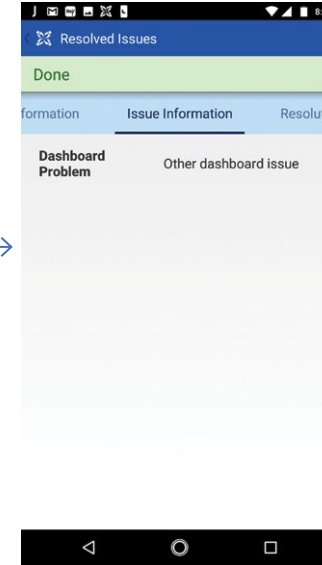 Resolved Issues
Done
formation Issue Information Resolu
Dashboard Other dashboard issue
Problem